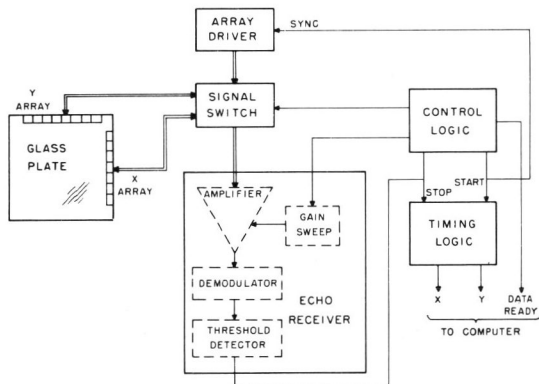 ARRAY
DRIVER
SYNC
Y
ARRAY
SIGNAL
SWITCH
CONTROL
LOGIC
GLASS
PLATE
X
ARRAY
AMPLIFIER
GAIN
SWEEP
STOP
START
TIMING
LOGIC
DEMODULATOR
ECHO
RECEIVER
THRESHOLD
DETECTOR
X
Y
DATA
READY
TO COMPUTER